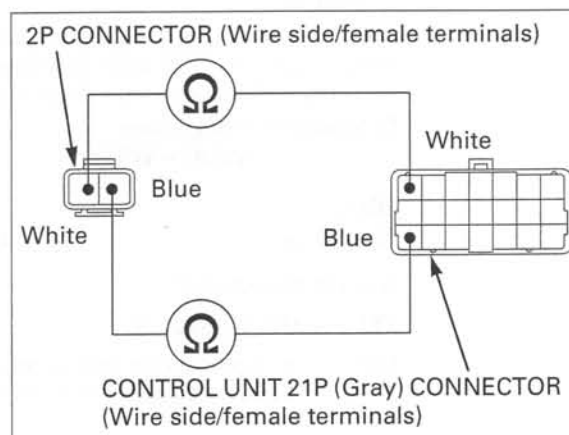 2P CONNECTOR (Wire side/female terminals)
Ω
White
Blue
White
Blue
Ω
CONTROL UNIT 21P (Gray) CONNECTOR
(Wire side/female terminals)